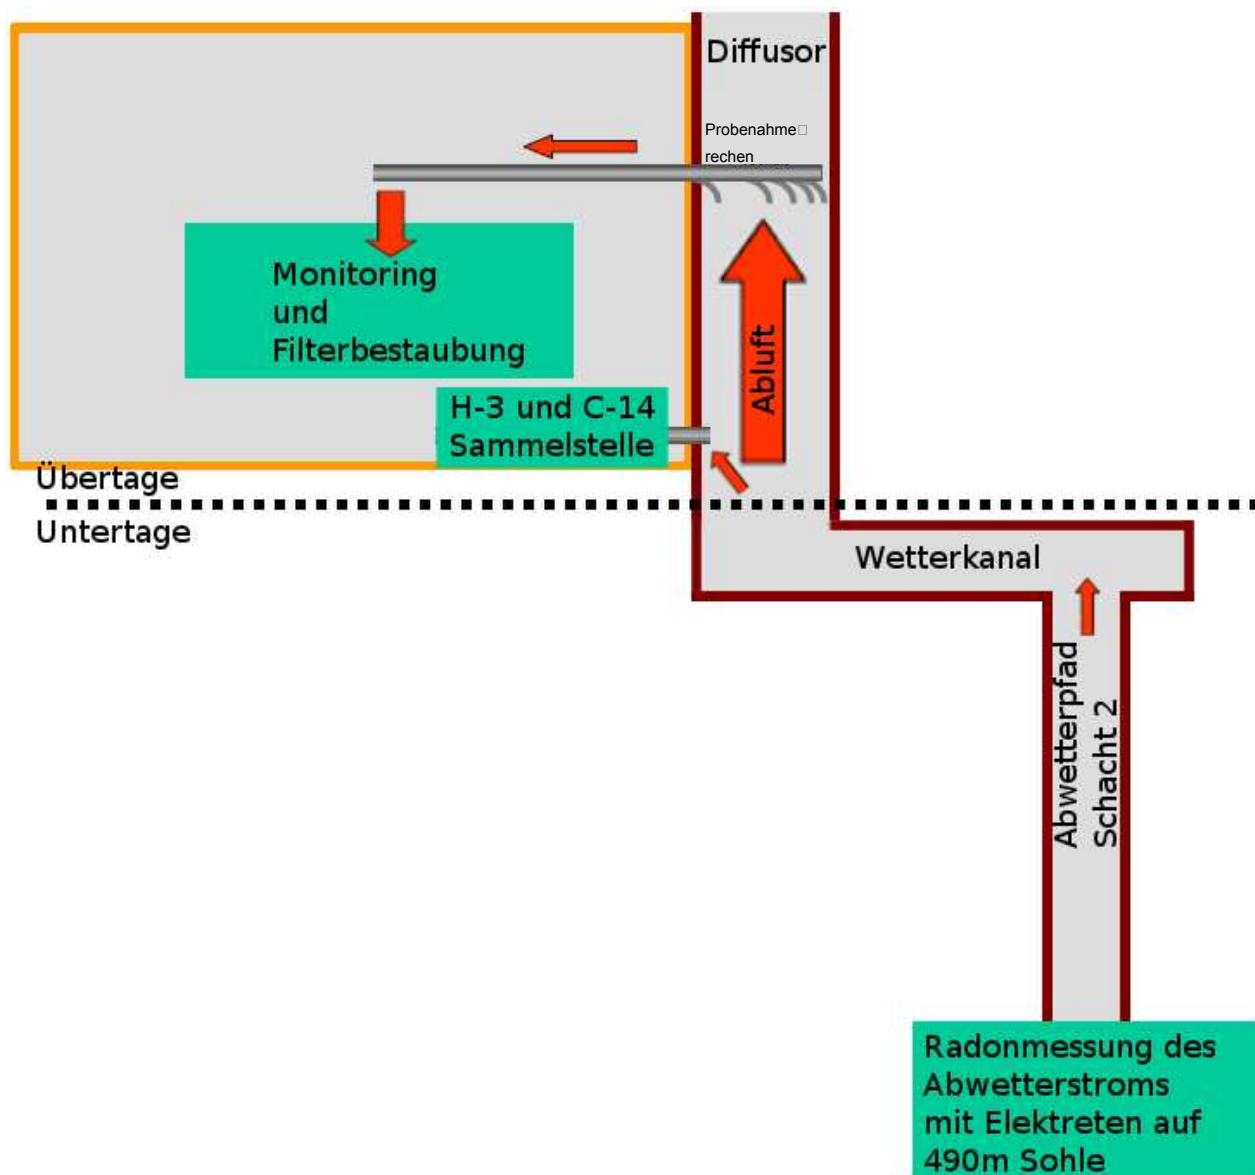 Diffusor
Probenahme
rechen
Monitoring
und
Filterbestaubung
Abluft
H-3 und C-14
Sammelstelle
Übertage
Untertage
Wetterkanal
Abwetterpfad
Schacht 2
Radonmessung des
Abwetterstroms
mit Elektreten auf
490m Sohle